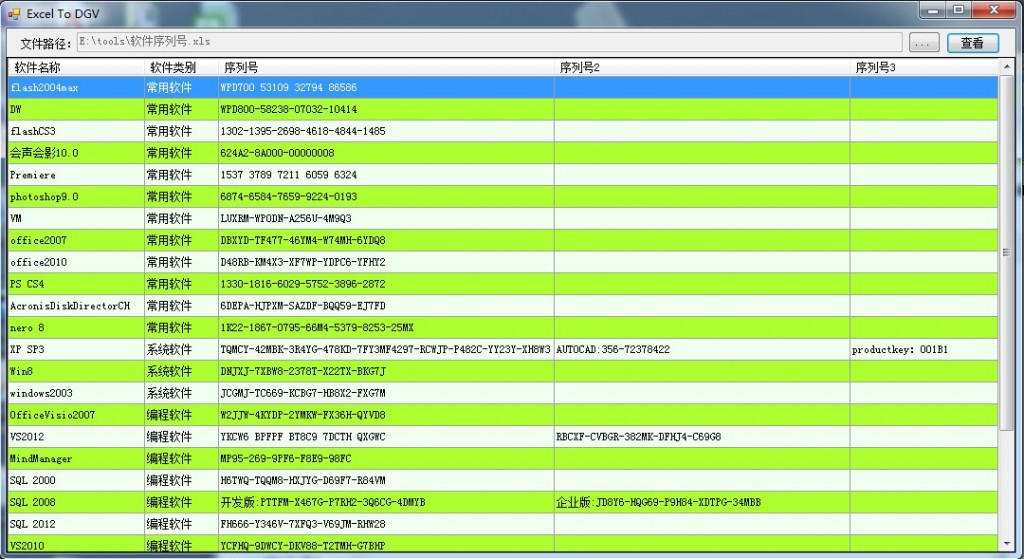 Excel To DGV
文件路径: E:\tools\软件序列号.xls ... 查看
软件名称 软件类别 序列号 序列号2 序列号3
flash2004max 常用软件 WPD700 53109 32794 86586
DW 常用软件 WPD800-58238-07032-10414
flashCS3 常用软件 1302-1395-2698-4618-4844-1485
会声会影10.0 常用软件 624A2-8A000-00000008
Premiere 常用软件 1537 3789 7211 6059 6324
photoshop9.0 常用软件 6874-6584-7659-9224-0193
VM 常用软件 LUXRM-WPODN-A256U-4M9Q3
office2007 常用软件 DBXYD-TF477-46YM4-W74MH-6YDQ8
office2010 常用软件 D48RB-KM4X3-XF7WP-YDPC6-YFHY2
PS CS4 常用软件 1330-1816-6029-5752-3896-2872
AcronisDiskDirectorCH 常用软件 6DEPA-HJPXM-SAZDF-BQQ59-EJ7FD
nero 8 常用软件 1K22-1867-0795-66M4-5379-8253-25MX
XP SP3 系统软件 TQMCY-42MBK-3R4YG-478KD-7FY3MF4297-RCWJP-P482C-YY23Y-XH8W3 AUTOCAD:356-72378422 productkey: 001B1
Win8 系统软件 DNJXJ-7XBW8-2378T-X22TX-BKG7J
windows2003 系统软件 JCGMJ-TC669-KCBG7-HB8X2-FXG7M
OfficeVisio2007 编程软件 W2JJW-4KYDP-2YMKW-FX36H-QYVD8
VS2012 编程软件 YKCW6 BPFPF BT8C9 7DCTH QXGWC RBCXF-CVBGR-382MK-DFHJ4-C69G8
MindManager 编程软件 MP95-269-9FF6-F8E9-98FC
SQL 2000 编程软件 H6TWQ-TQQM8-HXJYG-D69F7-R84VM
SQL 2008 编程软件 开发版:PTTFM-X467G-P7RH2-3Q6CG-4DMYB 企业版:JD8Y6-HQG69-P9H84-XDTPG-34MBB
SQL 2012 编程软件 FH666-Y346V-7XFQ3-V69JM-RHW28
VS2010 编程软件 YCFHQ-9DWCY-DKV88-T2TMH-G7BHP